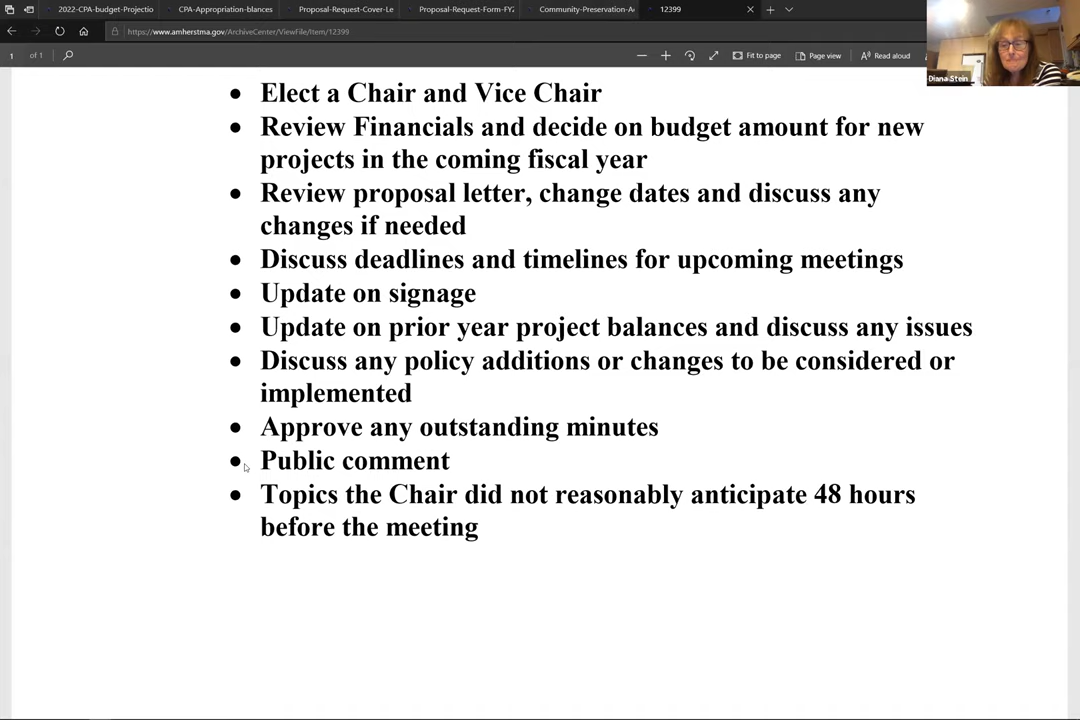 2022-CPA-budget-Projectio
CPA-Appropriation-blances
Proposal-Request-Cover-Le
Proposal-Request-Form-FY2
Community-Preservation-A
12399
https://www.amherstma.gov/ArchiveCenter/ViewFile/Item/12399
1 of 1
Fit to page
Page view
Read aloud
Diana Stein
• Elect a Chair and Vice Chair
• Review Financials and decide on budget amount for new
projects in the coming fiscal year
• Review proposal letter, change dates and discuss any
changes if needed
• Discuss deadlines and timelines for upcoming meetings
• Update on signage
• Update on prior year project balances and discuss any issues
• Discuss any policy additions or changes to be considered or
implemented
• Approve any outstanding minutes
• Public comment
• Topics the Chair did not reasonably anticipate 48 hours
before the meeting